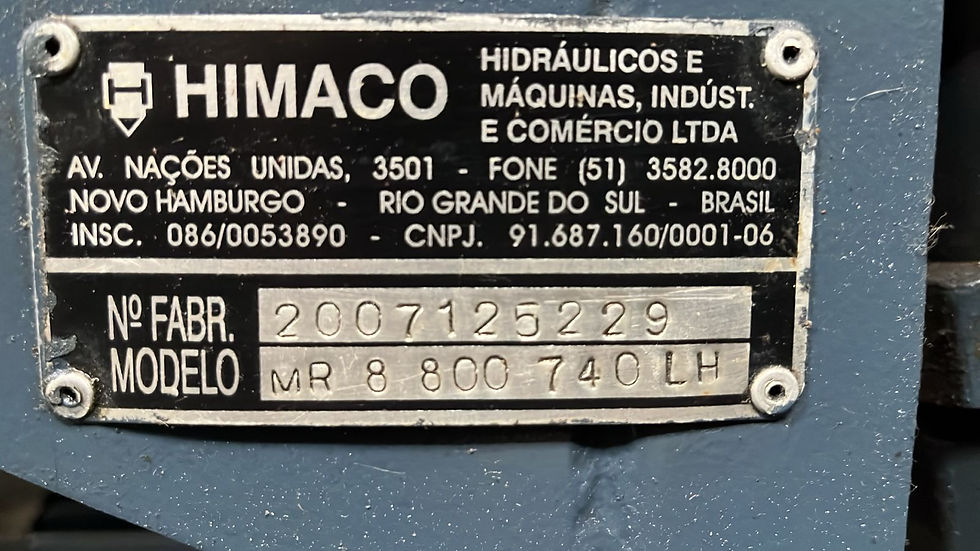 HIMACO
HIDRÁULICOS E
MÁQUINAS, INDÚST.
E COMÉRCIO LTDA
AV. NAÇÕES UNIDAS, 3501 - FONE (51) 3582.8000
NOVO HAMBURGO - RIO GRANDE DO SUL - BRASIL
INSC. 086/0053890 - CNPJ. 91.687.160/0001-06
Nº FABR. 2007125229
MODELO MR 8 800 740 LH